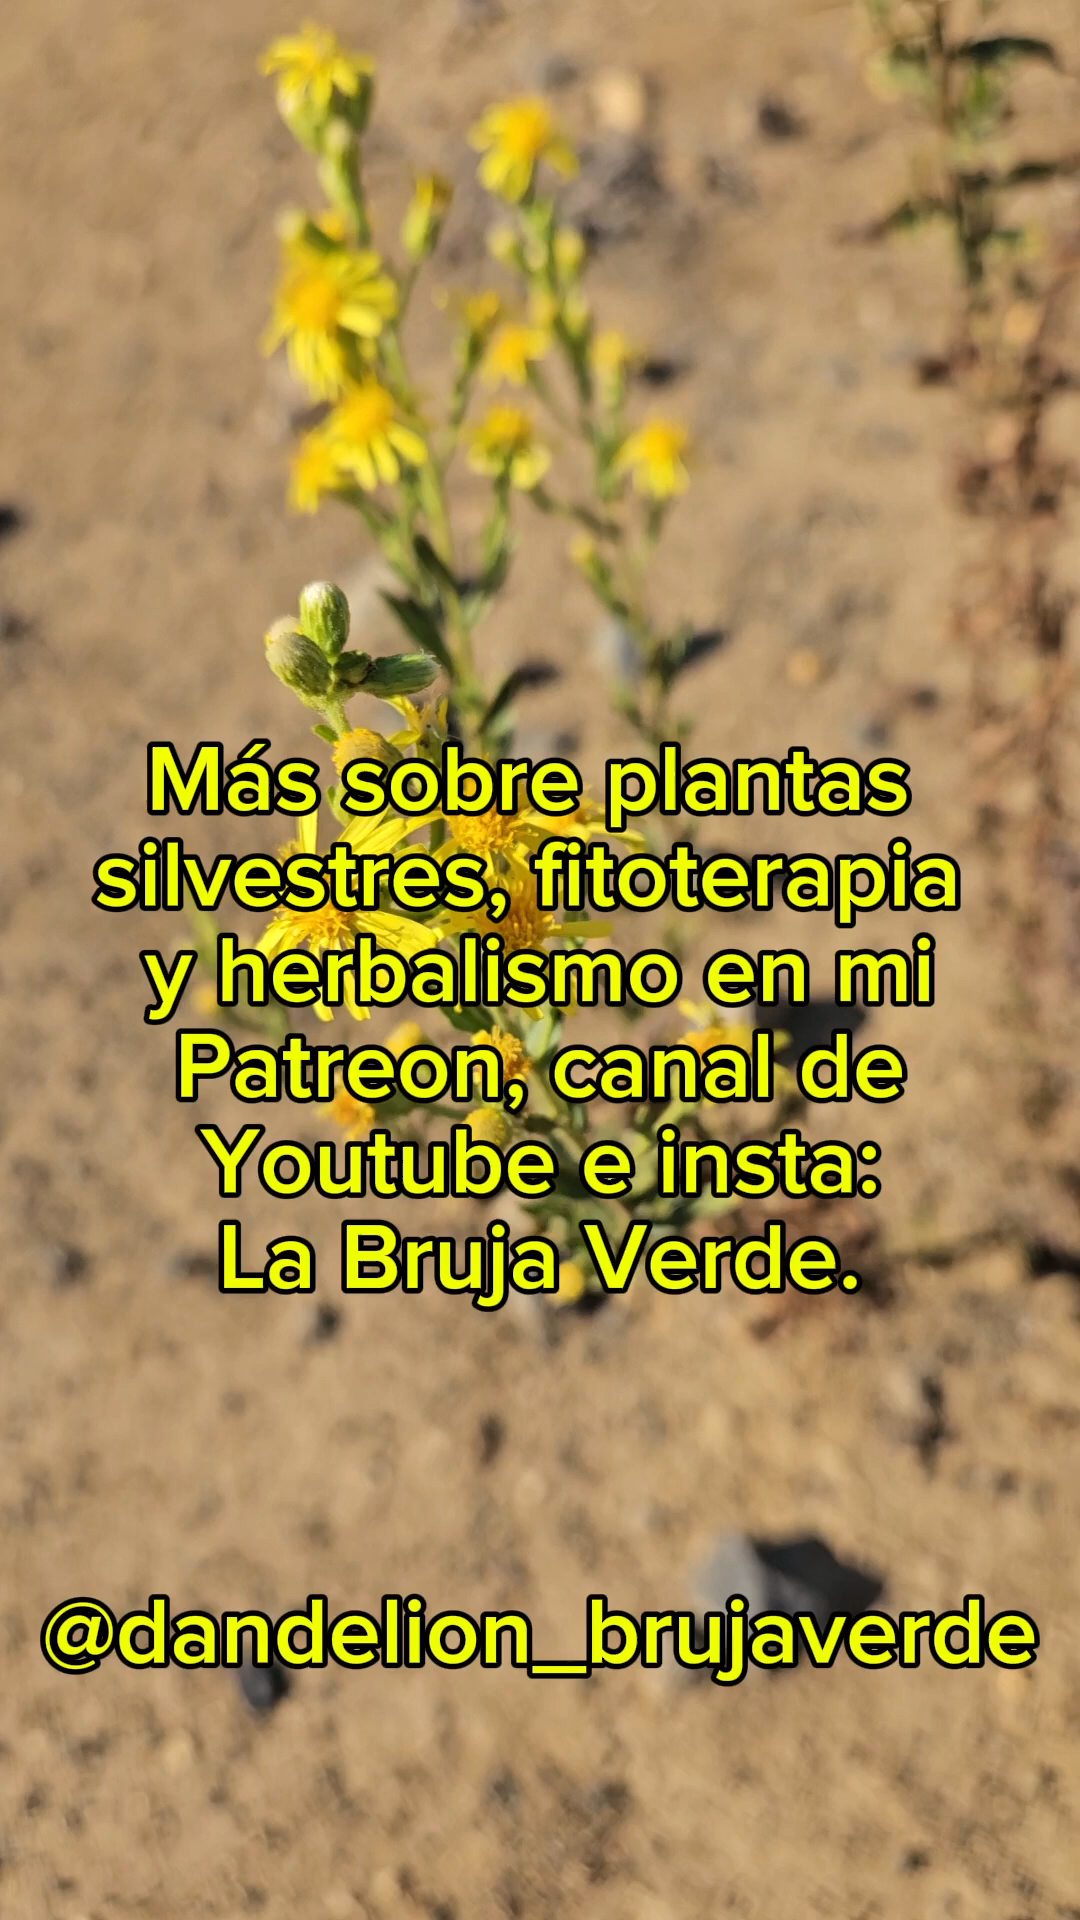 Más sobre plantas
silvestres, fitoterapia
y herbalismo en mi
Patreon, canal de
Youtube e insta:
La Bruja Verde.
@dandelion_brujaverde